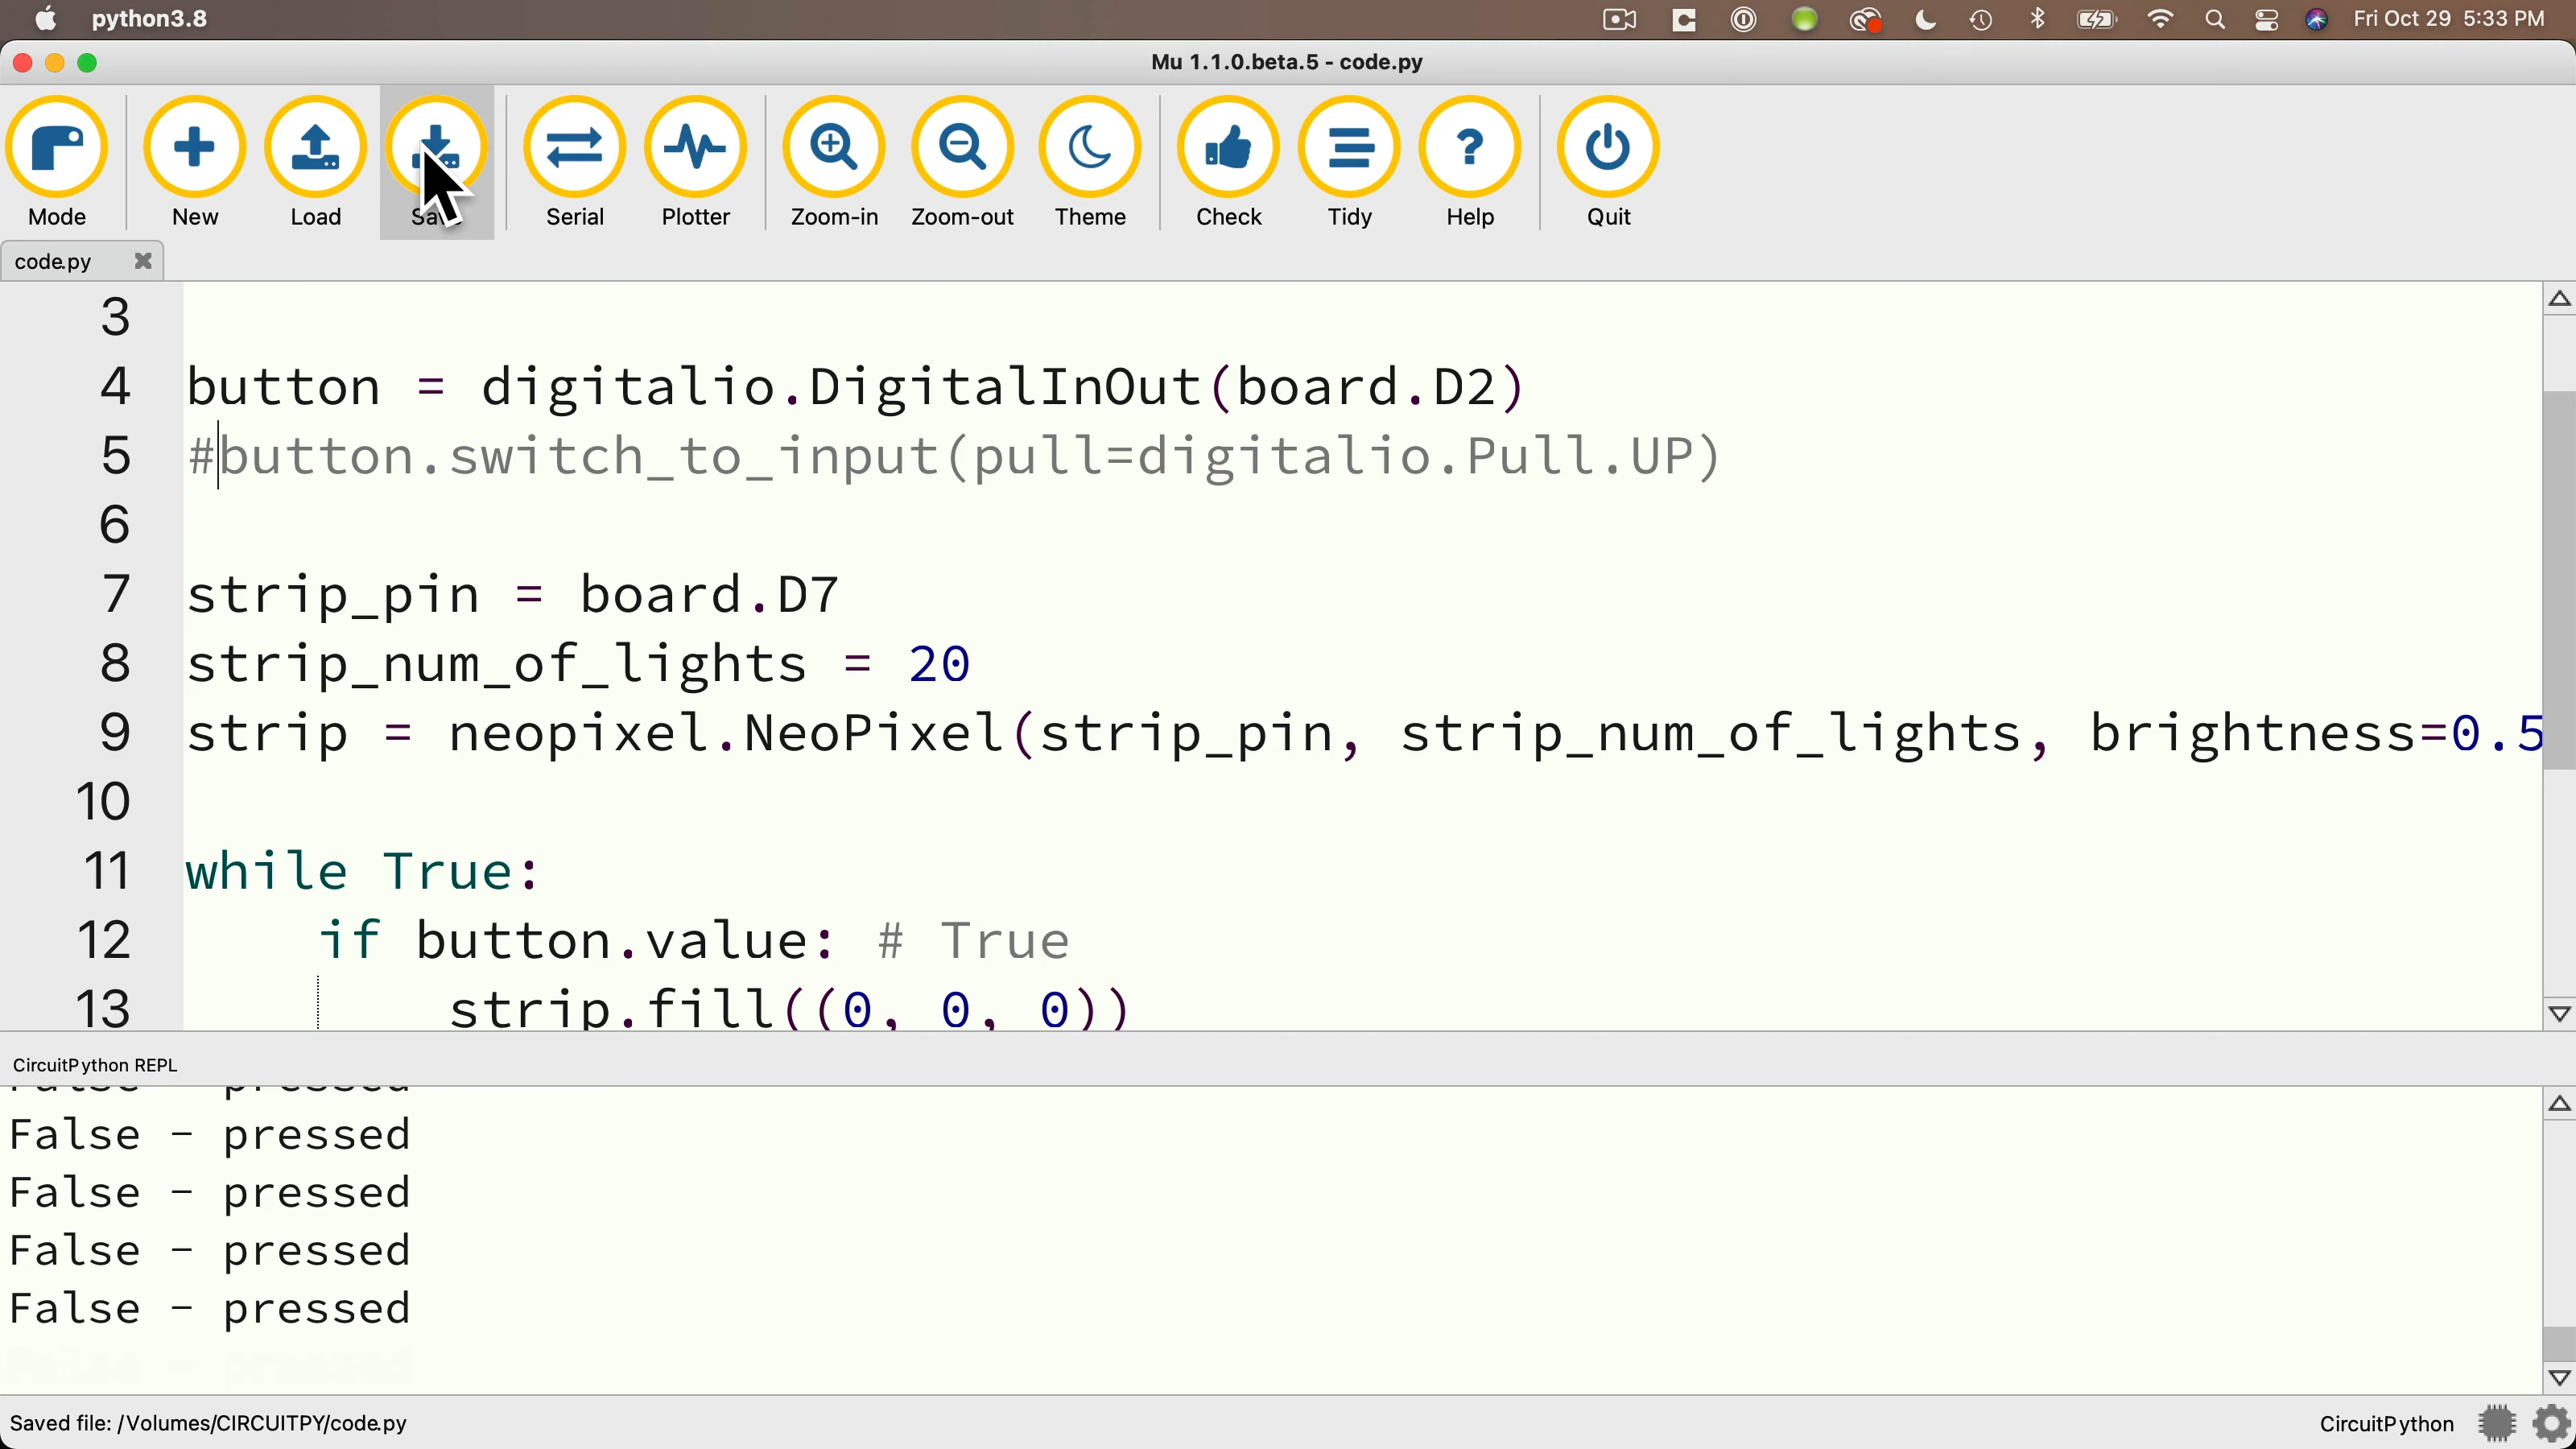 python3.8
Fri Oct 29 5:33 PM
Mu 1.1.0.beta.5 - code.py
Mode New Load Serial Plotter Zoom-in Zoom-out Theme Check Tidy Help Quit
code.py
3
4 button = digitalio.DigitalInOut(board.D2)
5 #button.switch_to_input(pull=digitalio.Pull.UP)
6
7 strip_pin = board.D7
8 strip_num_of_lights = 20
9 strip = neopixel.NeoPixel(strip_pin, strip_num_of_lights, brightness=0.5
10
11 while True:
12 if button.value: # True
13 strip.fill((0, 0, 0))
CircuitPython REPL
False - pressed
False - pressed
False - pressed
False - pressed
False - pressed
Saved file: /Volumes/CIRCUITPY/code.py
CircuitPython